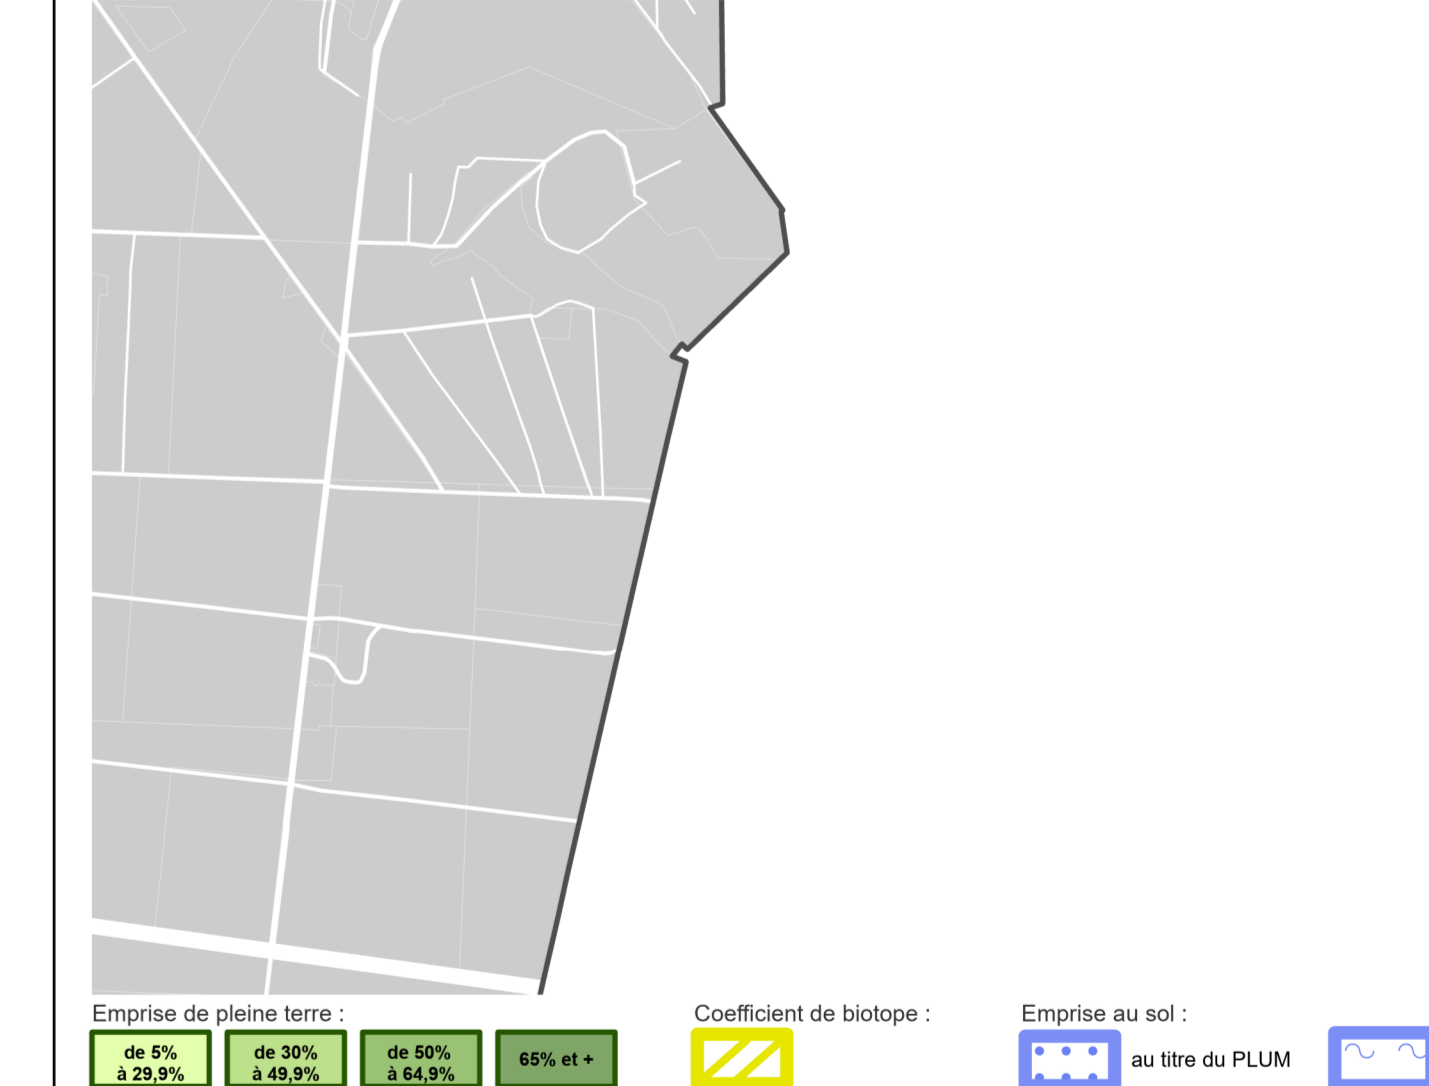 Emprise de pleine terre :
de 5%
à 29,9%
de 30%
à 49,9%
de 50%
à 64,9%
65% et +
Coefficient de biotope :
Emprise au sol :
au titre du PLUM